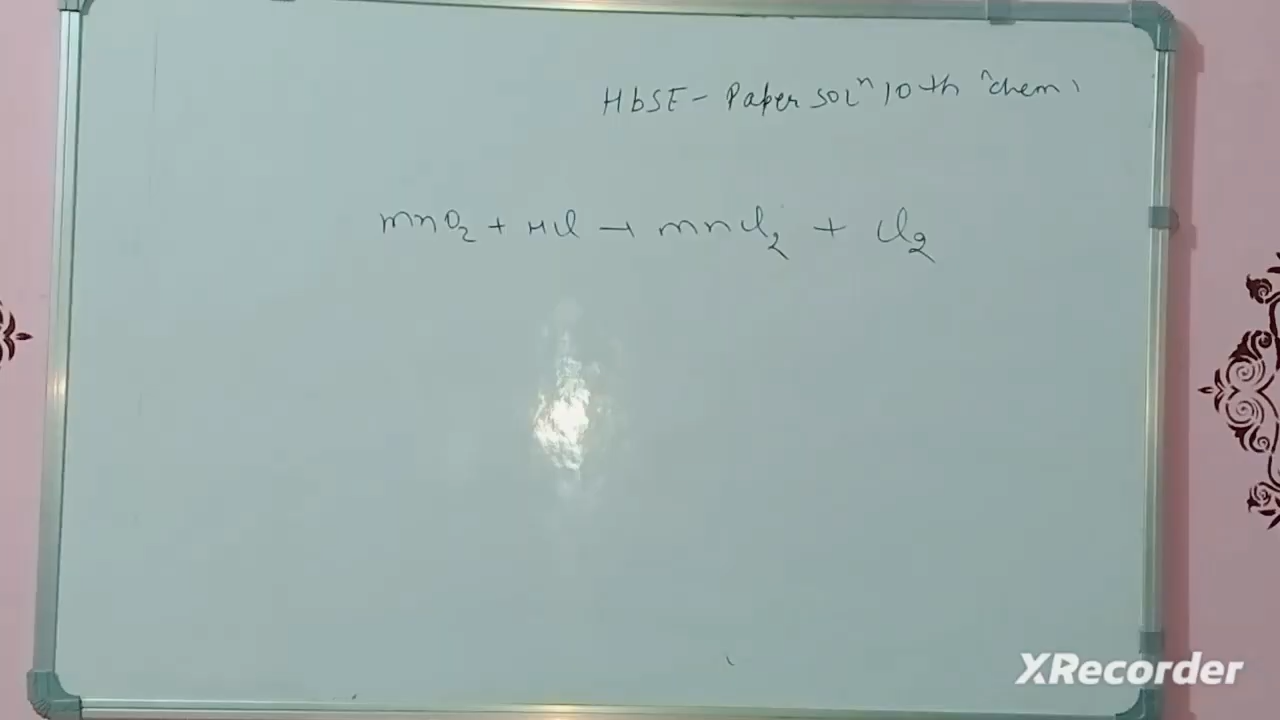 HbSE - Paper solⁿ 10th chem
mnO₂ + HCl → mnCl₂ + Cl₂
XRecorder